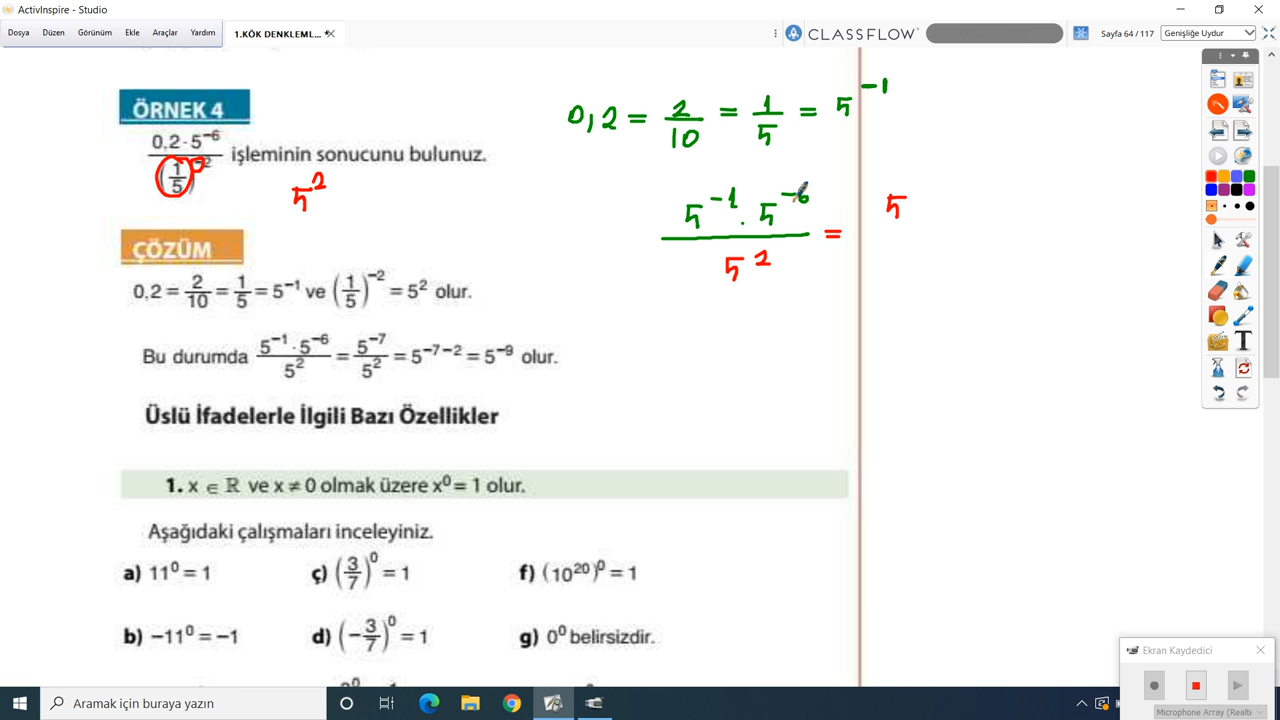 ActivInspire - Studio
Dosya Düzen Görünüm Ekle Araçlar Yardım
1.KÖK DENKLEML...
CLASSFLOW
Sayfa 64 / 117
Genişliğe Uydur
ÖRNEK 4
0,2 · 5⁻⁶ / (1/5)⁻² işleminin sonucunu bulunuz.
5²
0,2 = 2/10 = 1/5 = 5⁻¹
5⁻¹ . 5⁻⁶ / 5² = 5
ÇÖZÜM
0,2 = 2/10 = 1/5 = 5⁻¹ ve (1/5)⁻² = 5² olur.
Bu durumda 5⁻¹ · 5⁻⁶ / 5² = 5⁻⁷ / 5² = 5⁻⁷⁻² = 5⁻⁹ olur.
Üslü İfadelerle İlgili Bazı Özellikler
1. x ∈ ℝ ve x ≠ 0 olmak üzere x⁰ = 1 olur.
Aşağıdaki çalışmaları inceleyiniz.
a) 11⁰ = 1 ç) (3/7)⁰ = 1 f) (10²⁰)⁰ = 1
b) −11⁰ = −1 d) (−3/7)⁰ = 1 g) 0⁰ belirsizdir.
Ekran Kaydedici
Microphone Array (Realt
Aramak için buraya yazın